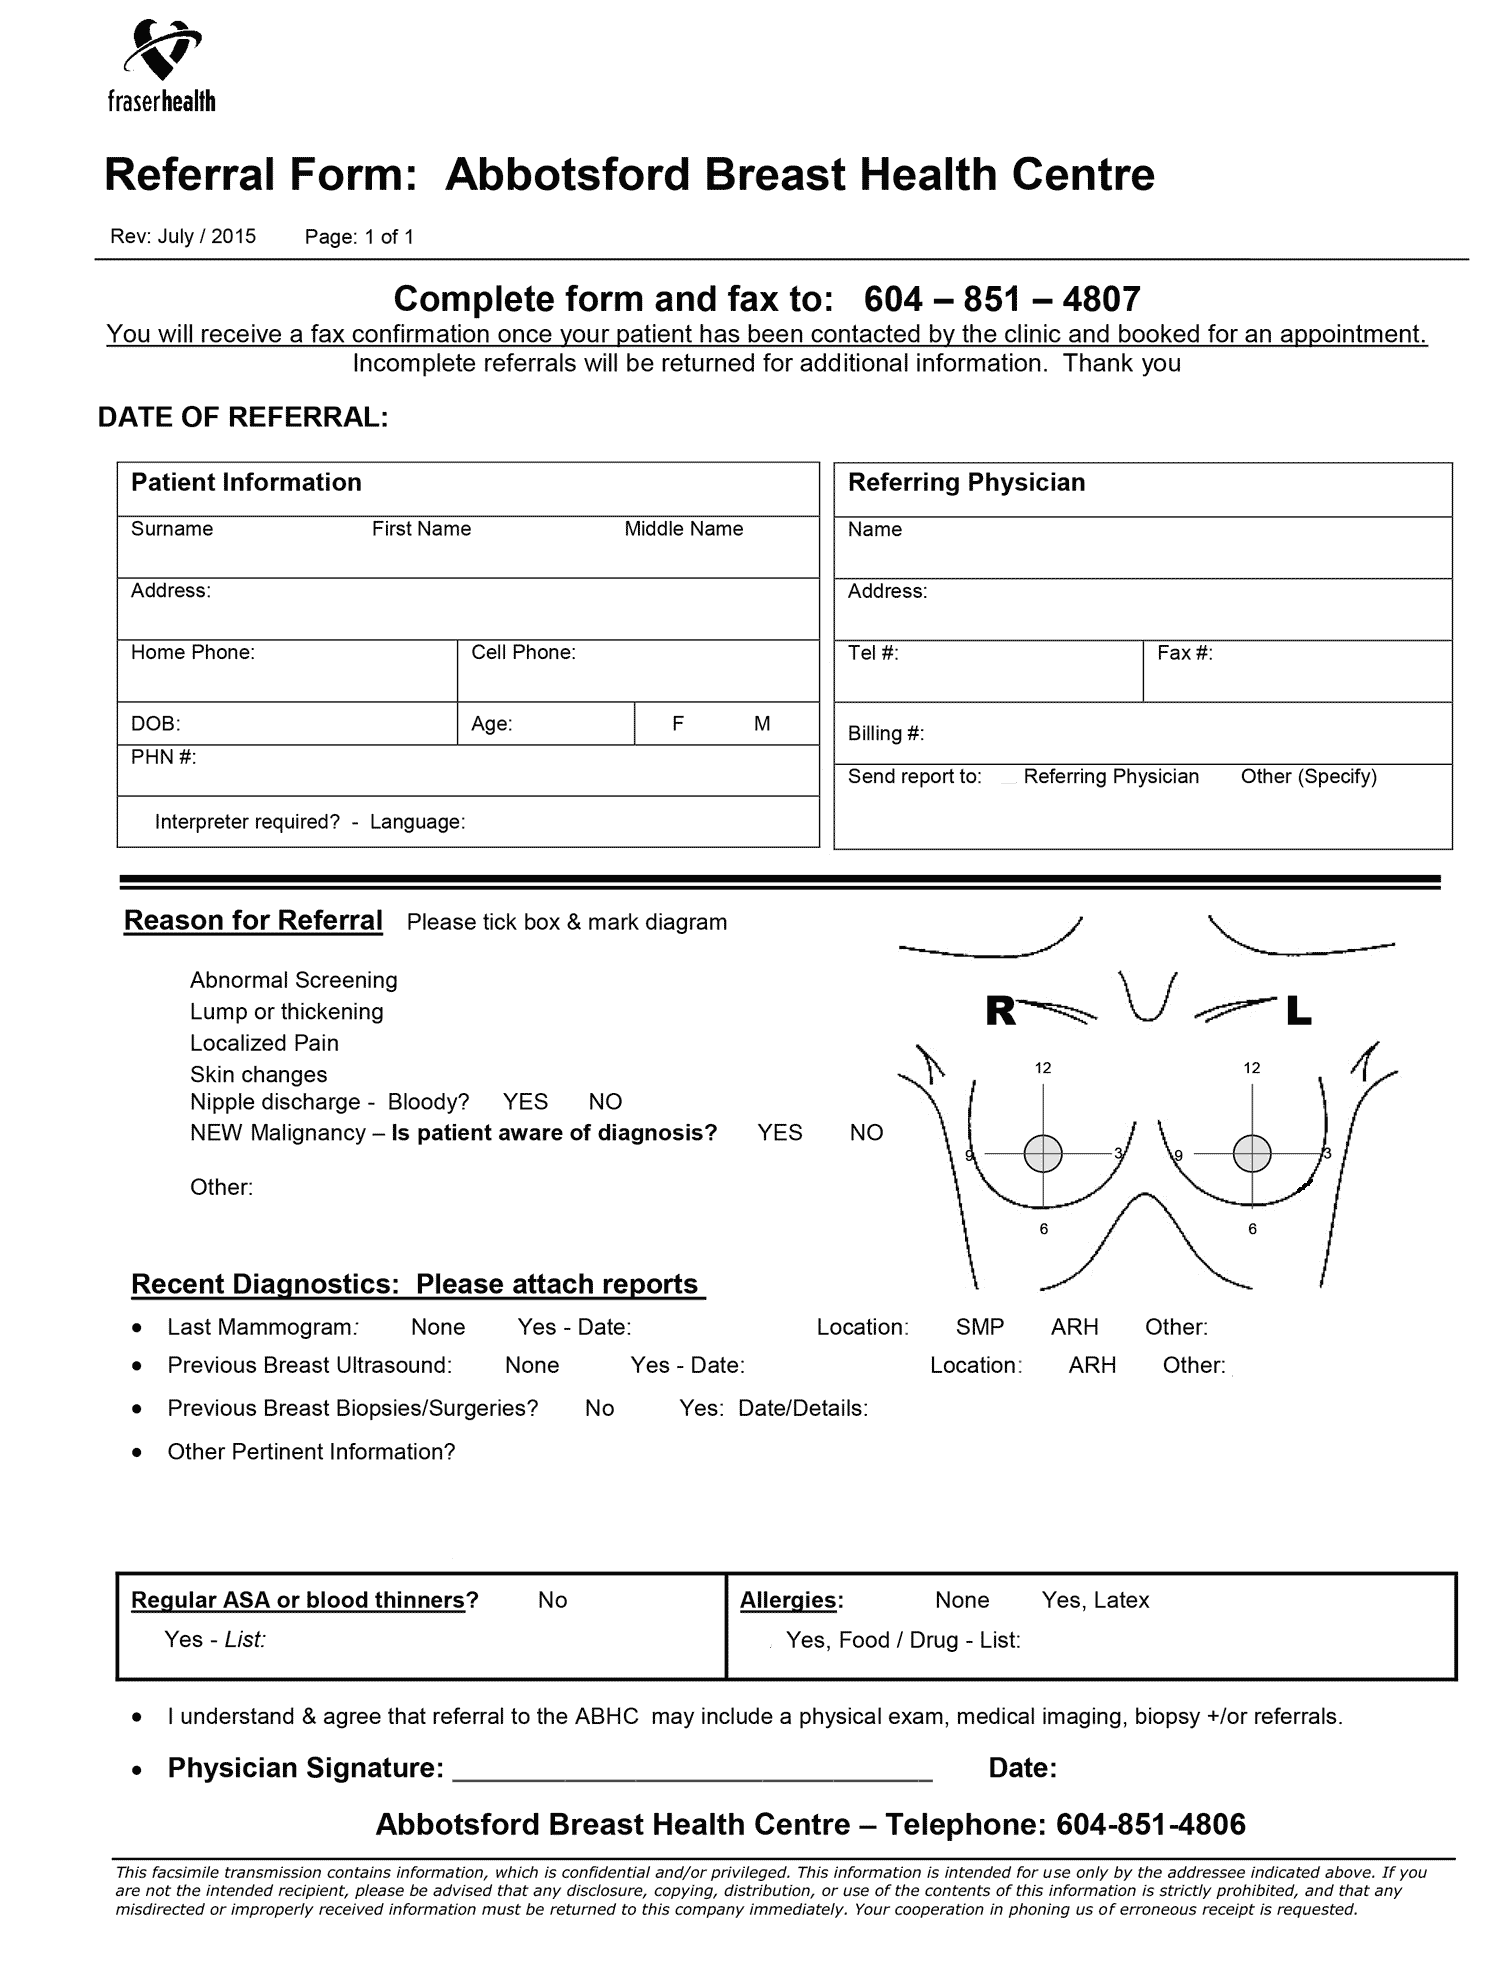 fraserhealth
Referral Form: Abbotsford Breast Health Centre
Rev: July / 2015 Page: 1 of 1
Complete form and fax to: 604 – 851 – 4807
You will receive a fax confirmation once your patient has been contacted by the clinic and booked for an appointment.
Incomplete referrals will be returned for additional information. Thank you
DATE OF REFERRAL:
Patient Information
Surname First Name Middle Name
Address:
Home Phone: Cell Phone:
DOB: Age: F M
PHN #:
Interpreter required? - Language:
Referring Physician
Name
Address:
Tel #: Fax #:
Billing #:
Send report to: Referring Physician Other (Specify)
Reason for Referral Please tick box & mark diagram
Abnormal Screening
Lump or thickening
Localized Pain
Skin changes
Nipple discharge - Bloody? YES NO
NEW Malignancy – Is patient aware of diagnosis? YES NO
Other:
R L
12 12
9 3 9 3
6 6
Recent Diagnostics: Please attach reports
• Last Mammogram: None Yes - Date: Location: SMP ARH Other:
• Previous Breast Ultrasound: None Yes - Date: Location: ARH Other:
• Previous Breast Biopsies/Surgeries? No Yes: Date/Details:
• Other Pertinent Information?
Regular ASA or blood thinners? No
Yes - List:
Allergies: None Yes, Latex
Yes, Food / Drug - List:
• I understand & agree that referral to the ABHC may include a physical exam, medical imaging, biopsy +/or referrals.
• Physician Signature: ______________________________ Date:
Abbotsford Breast Health Centre – Telephone: 604-851-4806
This facsimile transmission contains information, which is confidential and/or privileged. This information is intended for use only by the addressee indicated above. If you
are not the intended recipient, please be advised that any disclosure, copying, distribution, or use of the contents of this information is strictly prohibited, and that any
misdirected or improperly received information must be returned to this company immediately. Your cooperation in phoning us of erroneous receipt is requested.